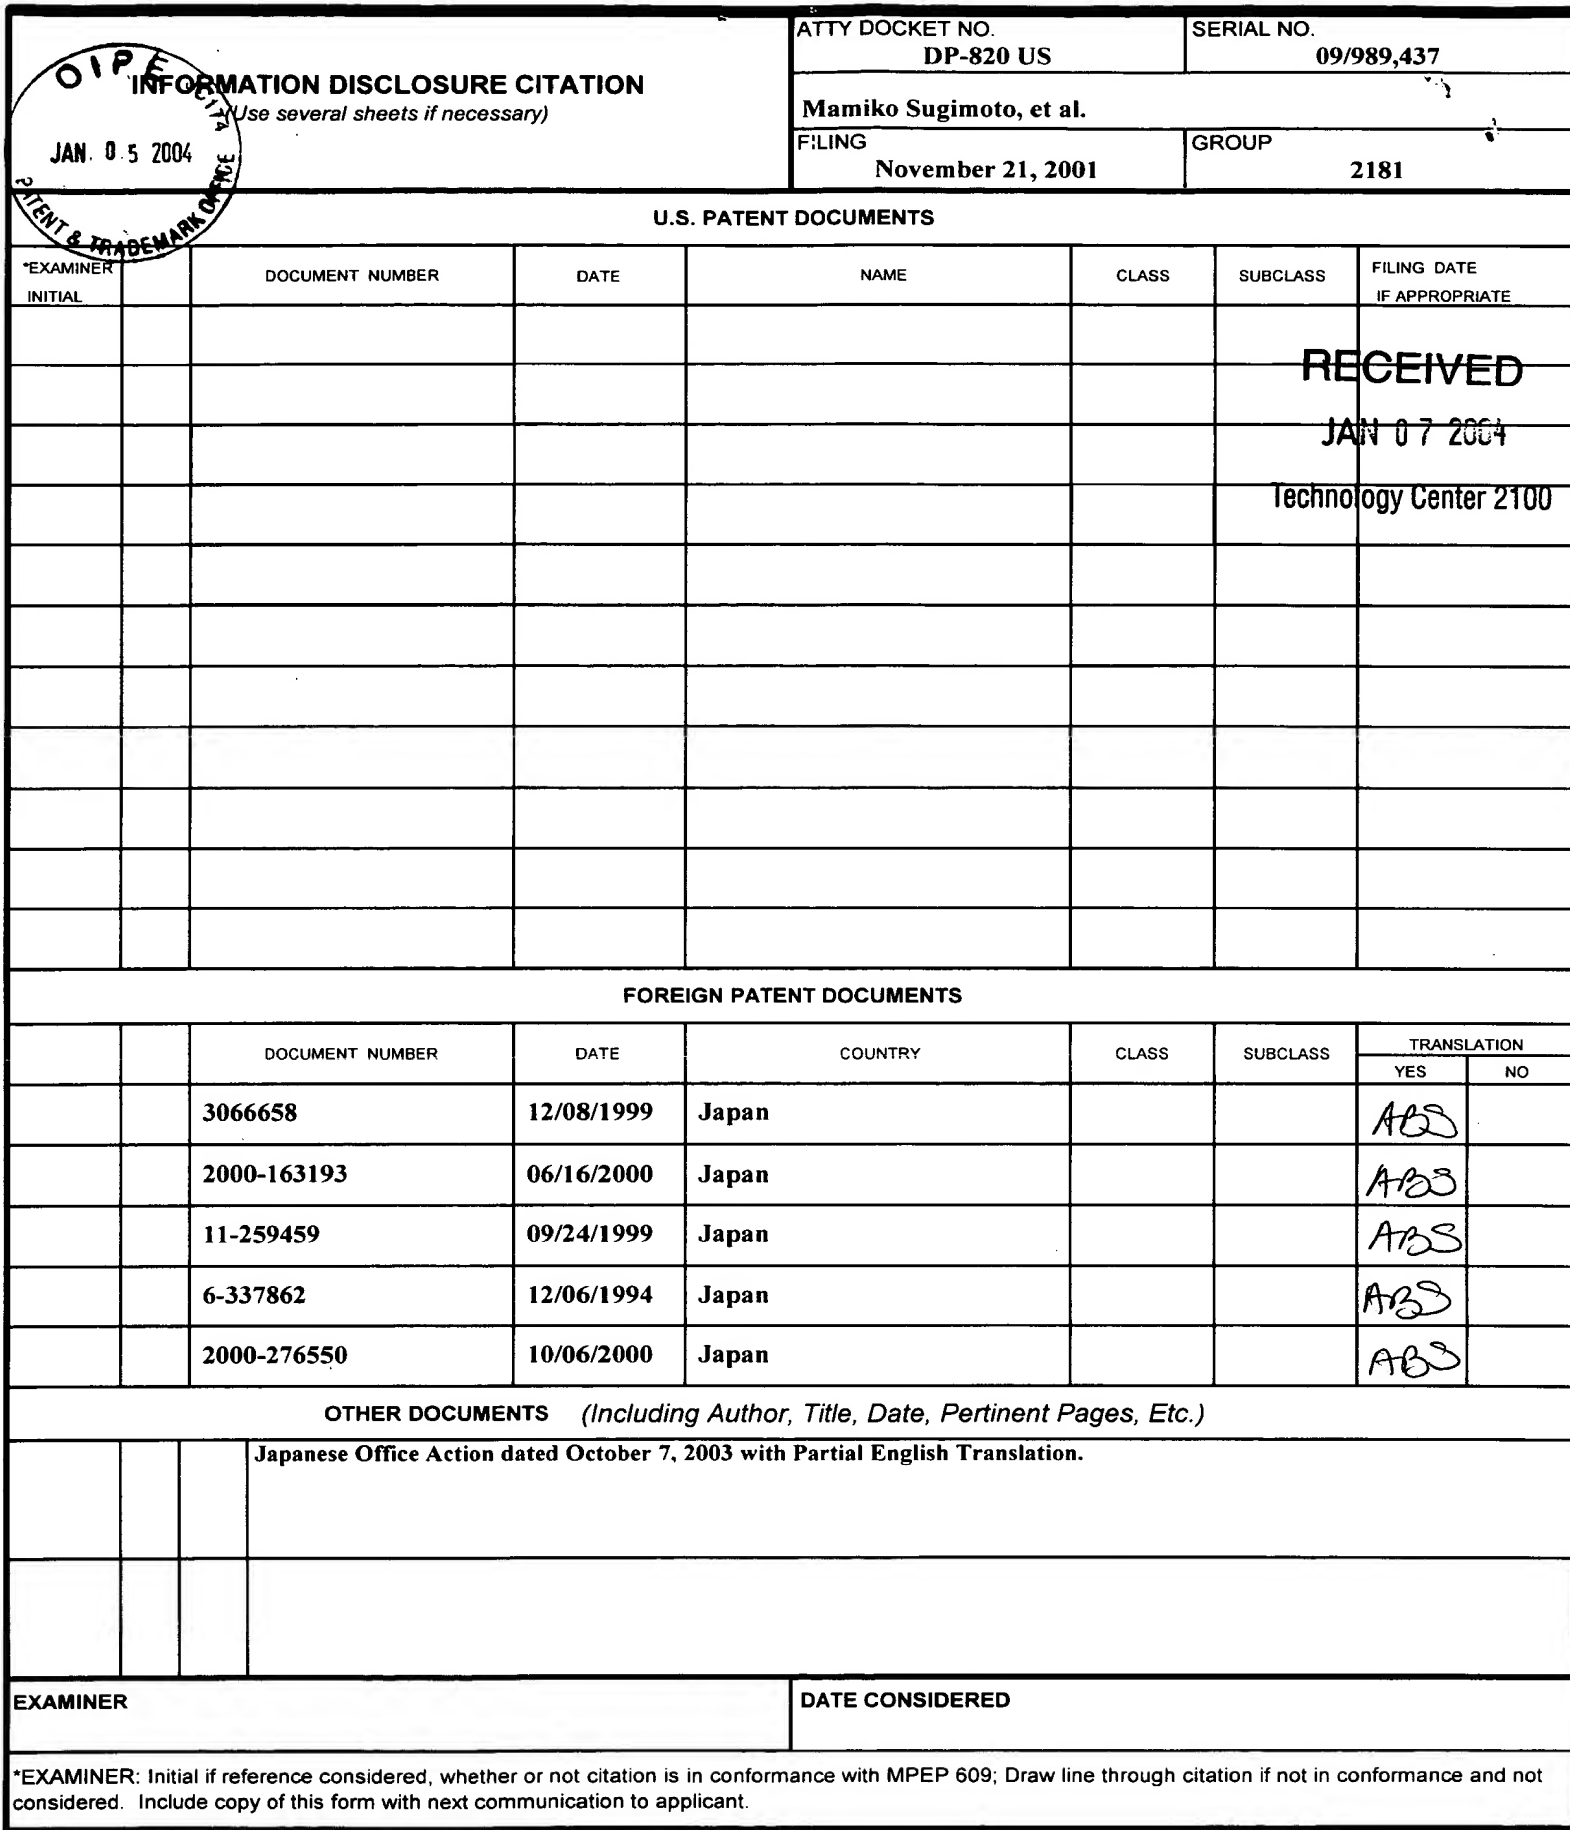 ATTY DOCKET NO.
DP-820 US
SERIAL NO.
09/989,437
OIPE
JC174
JAN. 05 2004
PATENT & TRADEMARK OFFICE
INFORMATION DISCLOSURE CITATION
(Use several sheets if necessary)
Mamiko Sugimoto, et al.
FILING
November 21, 2001
GROUP
2181
U.S. PATENT DOCUMENTS
*EXAMINER INITIAL
DOCUMENT NUMBER
DATE
NAME
CLASS
SUBCLASS
FILING DATE
IF APPROPRIATE
RECEIVED
JAN 07 2004
Technology Center 2100
FOREIGN PATENT DOCUMENTS
DOCUMENT NUMBER
DATE
COUNTRY
CLASS
SUBCLASS
TRANSLATION
YES
NO
3066658 12/08/1999 Japan ABS
2000-163193 06/16/2000 Japan ABS
11-259459 09/24/1999 Japan ABS
6-337862 12/06/1994 Japan ABS
2000-276550 10/06/2000 Japan ABS
OTHER DOCUMENTS (Including Author, Title, Date, Pertinent Pages, Etc.)
Japanese Office Action dated October 7, 2003 with Partial English Translation.
EXAMINER
DATE CONSIDERED
*EXAMINER: Initial if reference considered, whether or not citation is in conformance with MPEP 609; Draw line through citation if not in conformance and not
considered. Include copy of this form with next communication to applicant.